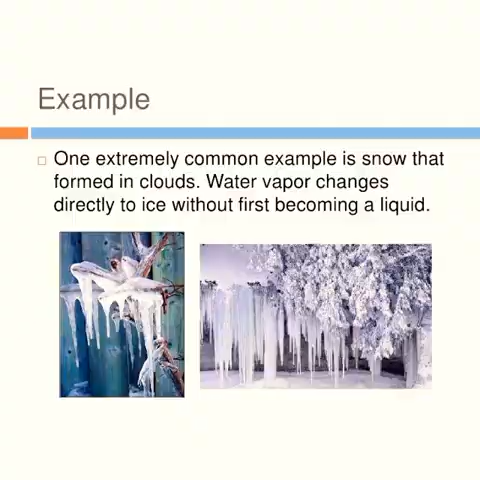 Example
One extremely common example is snow that
formed in clouds. Water vapor changes
directly to ice without first becoming a liquid.